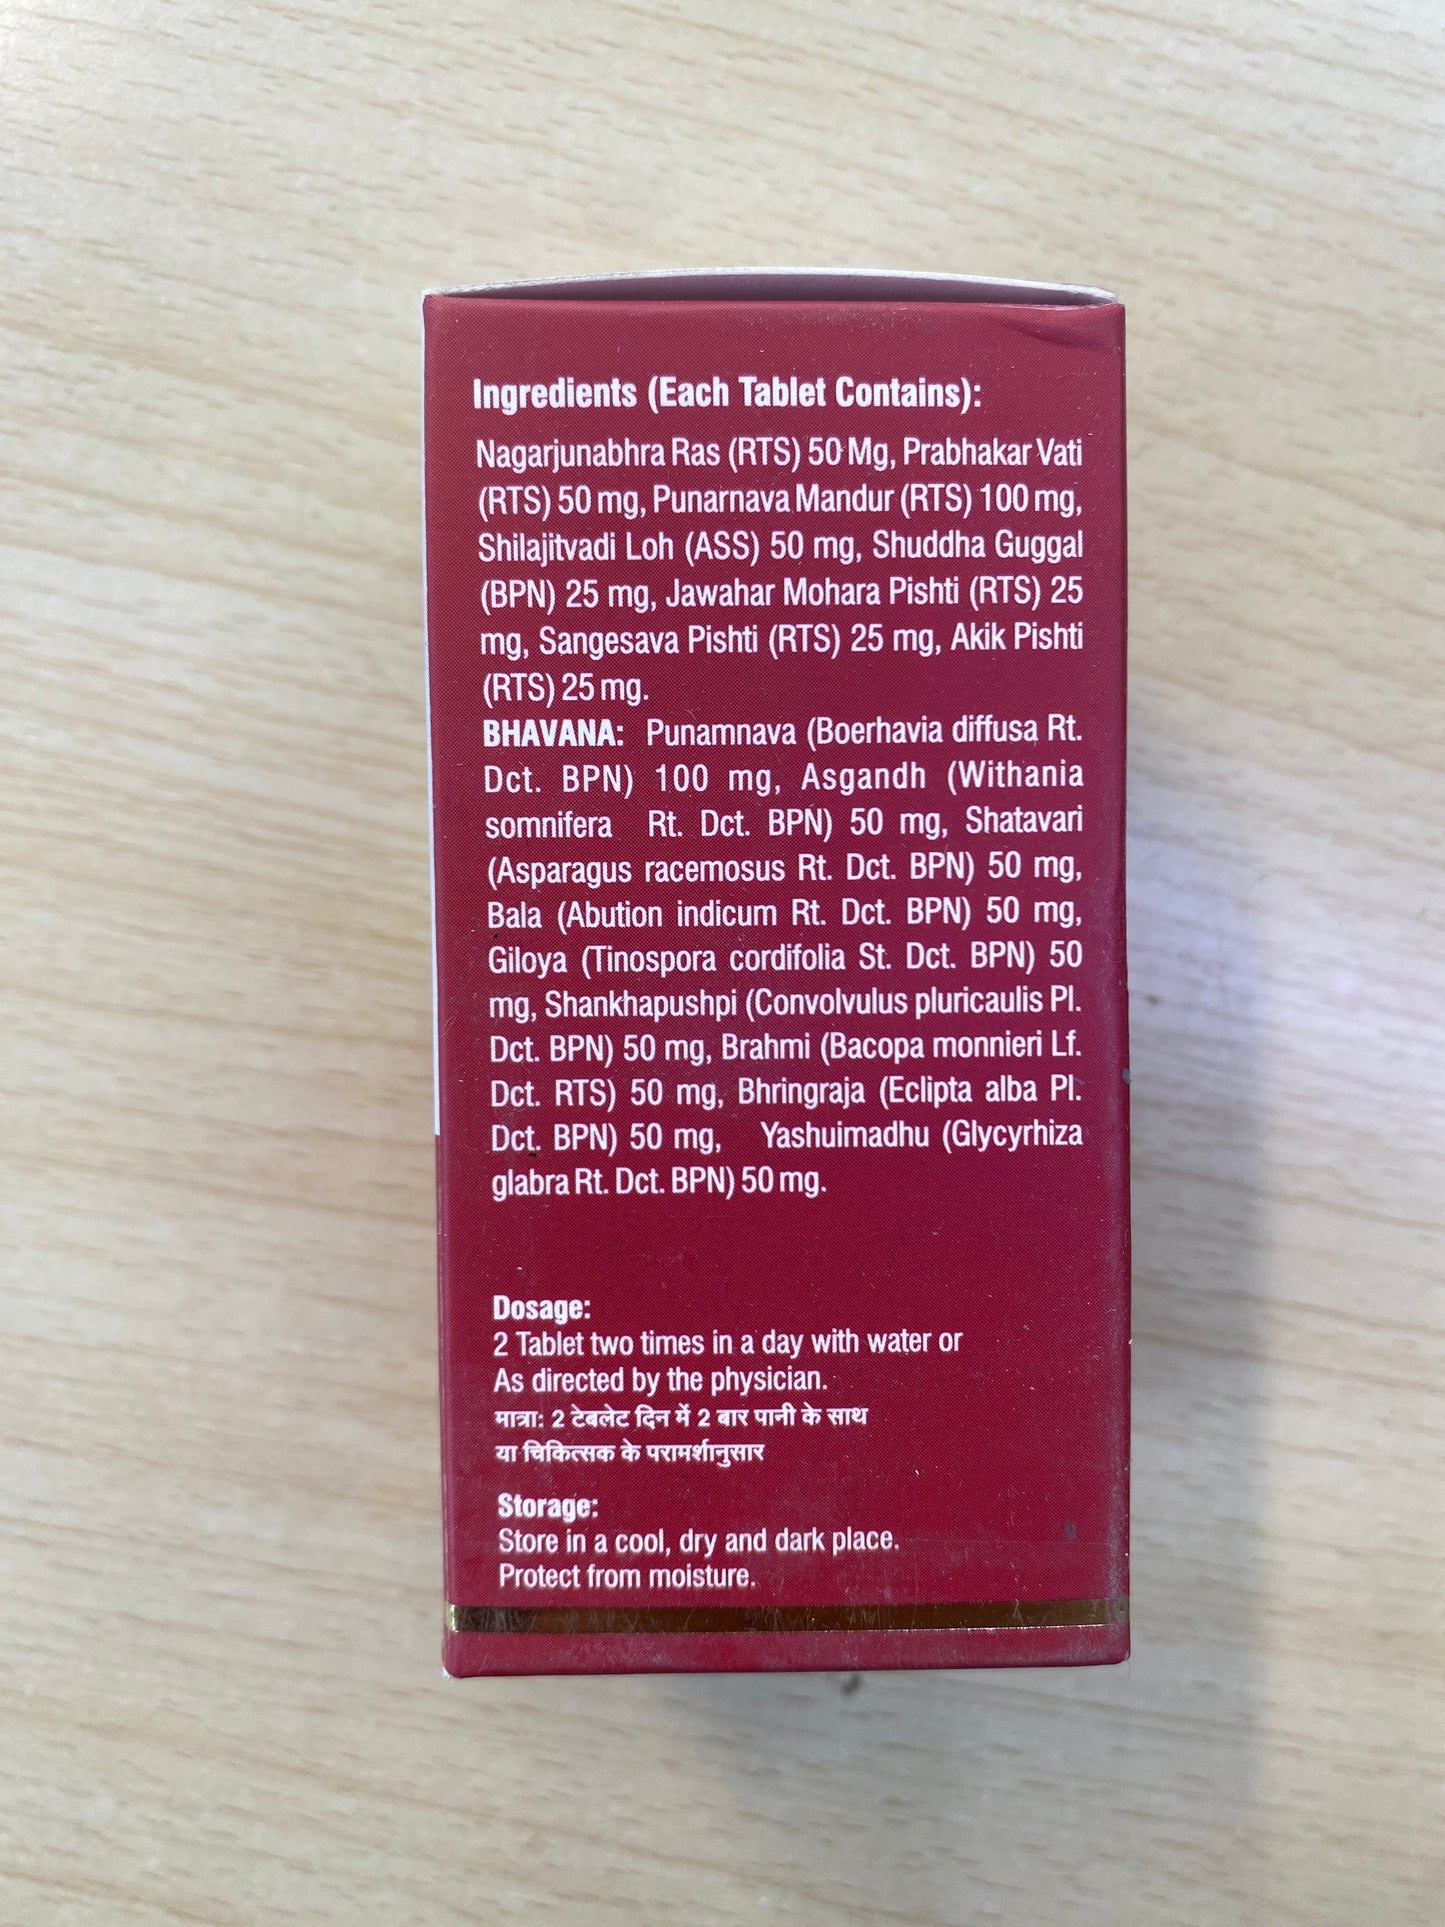 Ingredients (Each Tablet Contains):
Nagarjunabhra Ras (RTS) 50 Mg, Prabhakar Vati
(RTS) 50 mg, Punarnava Mandur (RTS) 100 mg,
Shilajitvadi Loh (ASS) 50 mg, Shuddha Guggal
(BPN) 25 mg, Jawahar Mohara Pishti (RTS) 25
mg, Sangesava Pishti (RTS) 25 mg, Akik Pishti
(RTS) 25 mg.
BHAVANA: Punamnava (Boerhavia diffusa Rt.
Dct. BPN) 100 mg, Asgandh (Withania
somnifera Rt. Dct. BPN) 50 mg, Shatavari
(Asparagus racemosus Rt. Dct. BPN) 50 mg,
Bala (Abution indicum Rt. Dct. BPN) 50 mg,
Giloya (Tinospora cordifolia St. Dct. BPN) 50
mg, Shankhapushpi (Convolvulus pluricaulis Pl.
Dct. BPN) 50 mg, Brahmi (Bacopa monnieri Lf.
Dct. RTS) 50 mg, Bhringraja (Eclipta alba Pl.
Dct. BPN) 50 mg, Yashuimadhu (Glycyrhiza
glabra Rt. Dct. BPN) 50 mg.
Dosage:
2 Tablet two times in a day with water or
As directed by the physician.
मात्रा: 2 टेबलेट दिन में 2 बार पानी के साथ
या चिकित्सक के परामर्शानुसार
Storage:
Store in a cool, dry and dark place.
Protect from moisture.